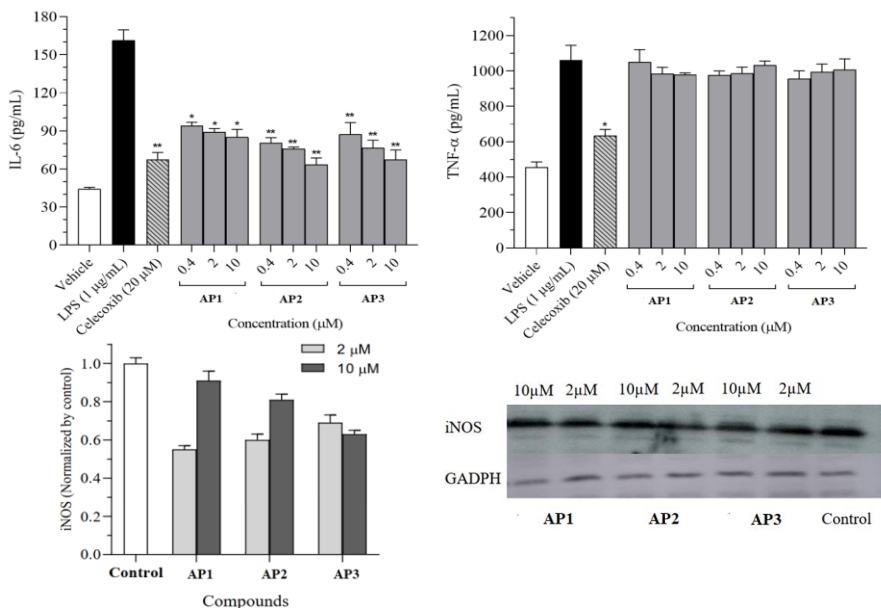 IL-6 (pg/mL)
180
150
120
90
60
30
0
**
* * *
** ** **
** ** **
Vehicle
LPS (1 μg/mL)
Celecoxib (20 μM)
0.4 2 10 0.4 2 10 0.4 2 10
AP1 AP2 AP3
Concentration (μM)
TNF-α (pg/mL)
1400
1200
1000
800
600
400
200
0
*
Vehicle
LPS (1 μg/mL)
Celecoxib (20 μM)
0.4 2 10 0.4 2 10 0.4 2 10
AP1 AP2 AP3
Concentration (μM)
iNOS (Normalized by control)
1.0
0.8
0.6
0.4
0.2
0.0
2 μM
10 μM
Control AP1 AP2 AP3
Compounds
10μM 2μM 10μM 2μM 10μM 2μM
iNOS
GADPH
AP1 AP2 AP3 Control